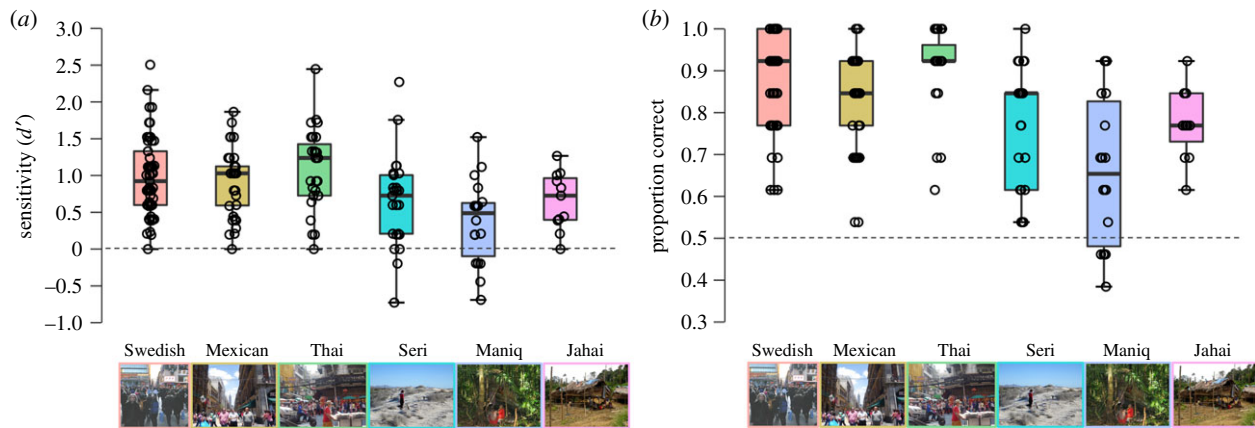 (a)
3.0
2.5
2.0
1.5
1.0
0.5
0
–0.5
–1.0
sensitivity (d′)
Swedish Mexican Thai Seri Maniq Jahai
(b)
1.0
0.9
0.8
0.7
0.6
0.5
0.4
0.3
proportion correct
Swedish Mexican Thai Seri Maniq Jahai